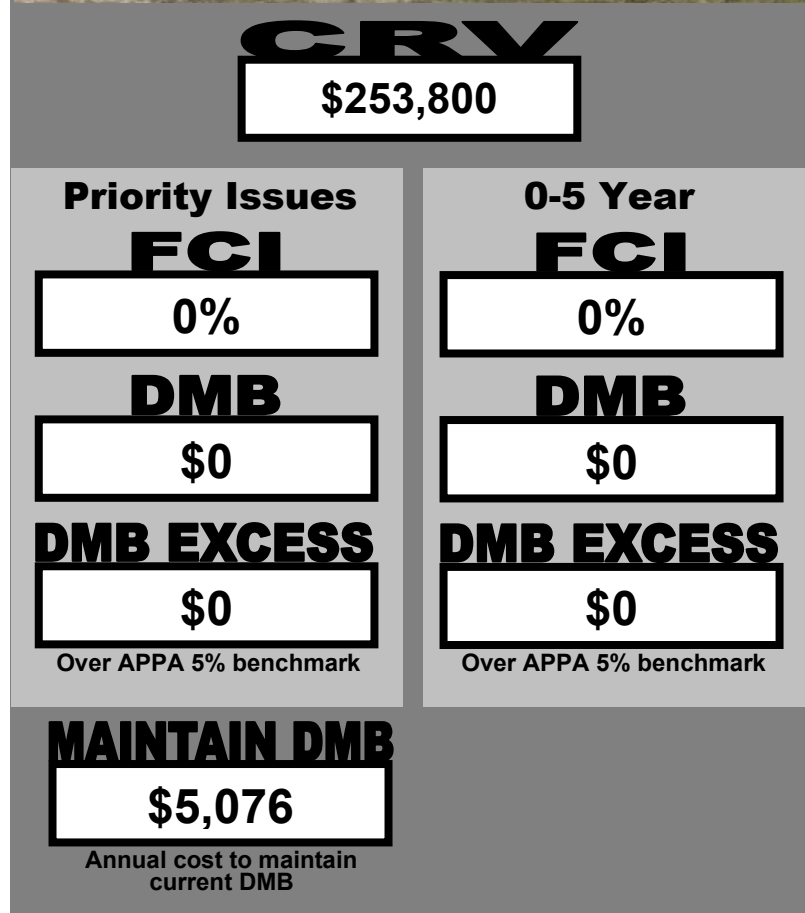 CRV
$253,800
Priority Issues
FCI
0%
DMB
$0
DMB EXCESS
$0
Over APPA 5% benchmark
0-5 Year
FCI
0%
DMB
$0
DMB EXCESS
$0
Over APPA 5% benchmark
MAINTAIN DMB
$5,076
Annual cost to maintain
current DMB